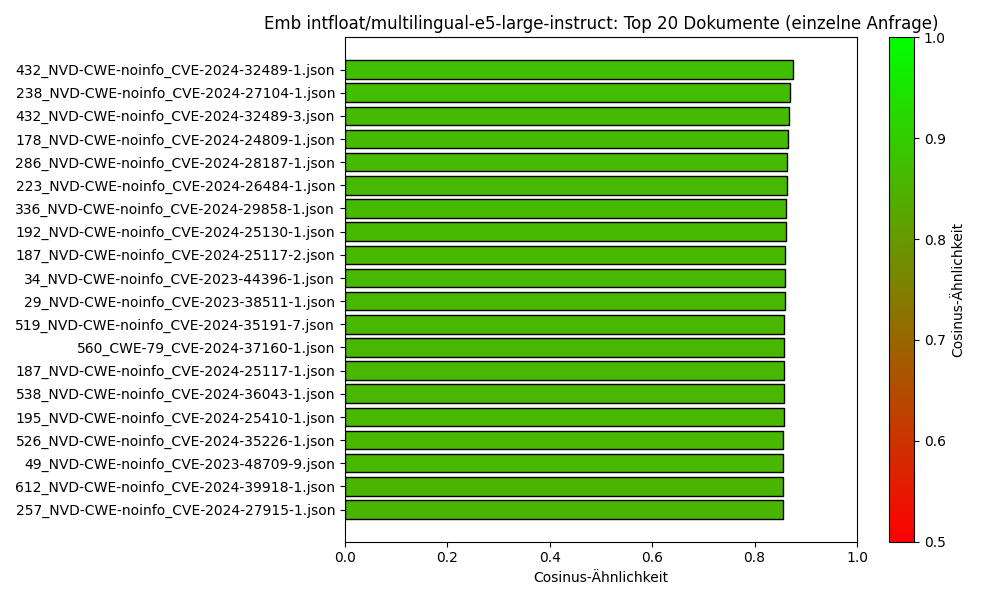 Emb intfloat/multilingual-e5-large-instruct: Top 20 Dokumente (einzelne Anfrage)
432_NVD-CWE-noinfo_CVE-2024-32489-1.json
238_NVD-CWE-noinfo_CVE-2024-27104-1.json
432_NVD-CWE-noinfo_CVE-2024-32489-3.json
178_NVD-CWE-noinfo_CVE-2024-24809-1.json
286_NVD-CWE-noinfo_CVE-2024-28187-1.json
223_NVD-CWE-noinfo_CVE-2024-26484-1.json
336_NVD-CWE-noinfo_CVE-2024-29858-1.json
192_NVD-CWE-noinfo_CVE-2024-25130-1.json
187_NVD-CWE-noinfo_CVE-2024-25117-2.json
34_NVD-CWE-noinfo_CVE-2023-44396-1.json
29_NVD-CWE-noinfo_CVE-2023-38511-1.json
519_NVD-CWE-noinfo_CVE-2024-35191-7.json
560_CWE-79_CVE-2024-37160-1.json
187_NVD-CWE-noinfo_CVE-2024-25117-1.json
538_NVD-CWE-noinfo_CVE-2024-36043-1.json
195_NVD-CWE-noinfo_CVE-2024-25410-1.json
526_NVD-CWE-noinfo_CVE-2024-35226-1.json
49_NVD-CWE-noinfo_CVE-2023-48709-9.json
612_NVD-CWE-noinfo_CVE-2024-39918-1.json
257_NVD-CWE-noinfo_CVE-2024-27915-1.json
0.0 0.2 0.4 0.6 0.8 1.0
Cosinus-Ähnlichkeit
1.0
0.9
0.8
0.7
0.6
0.5
Cosinus-Ähnlichkeit